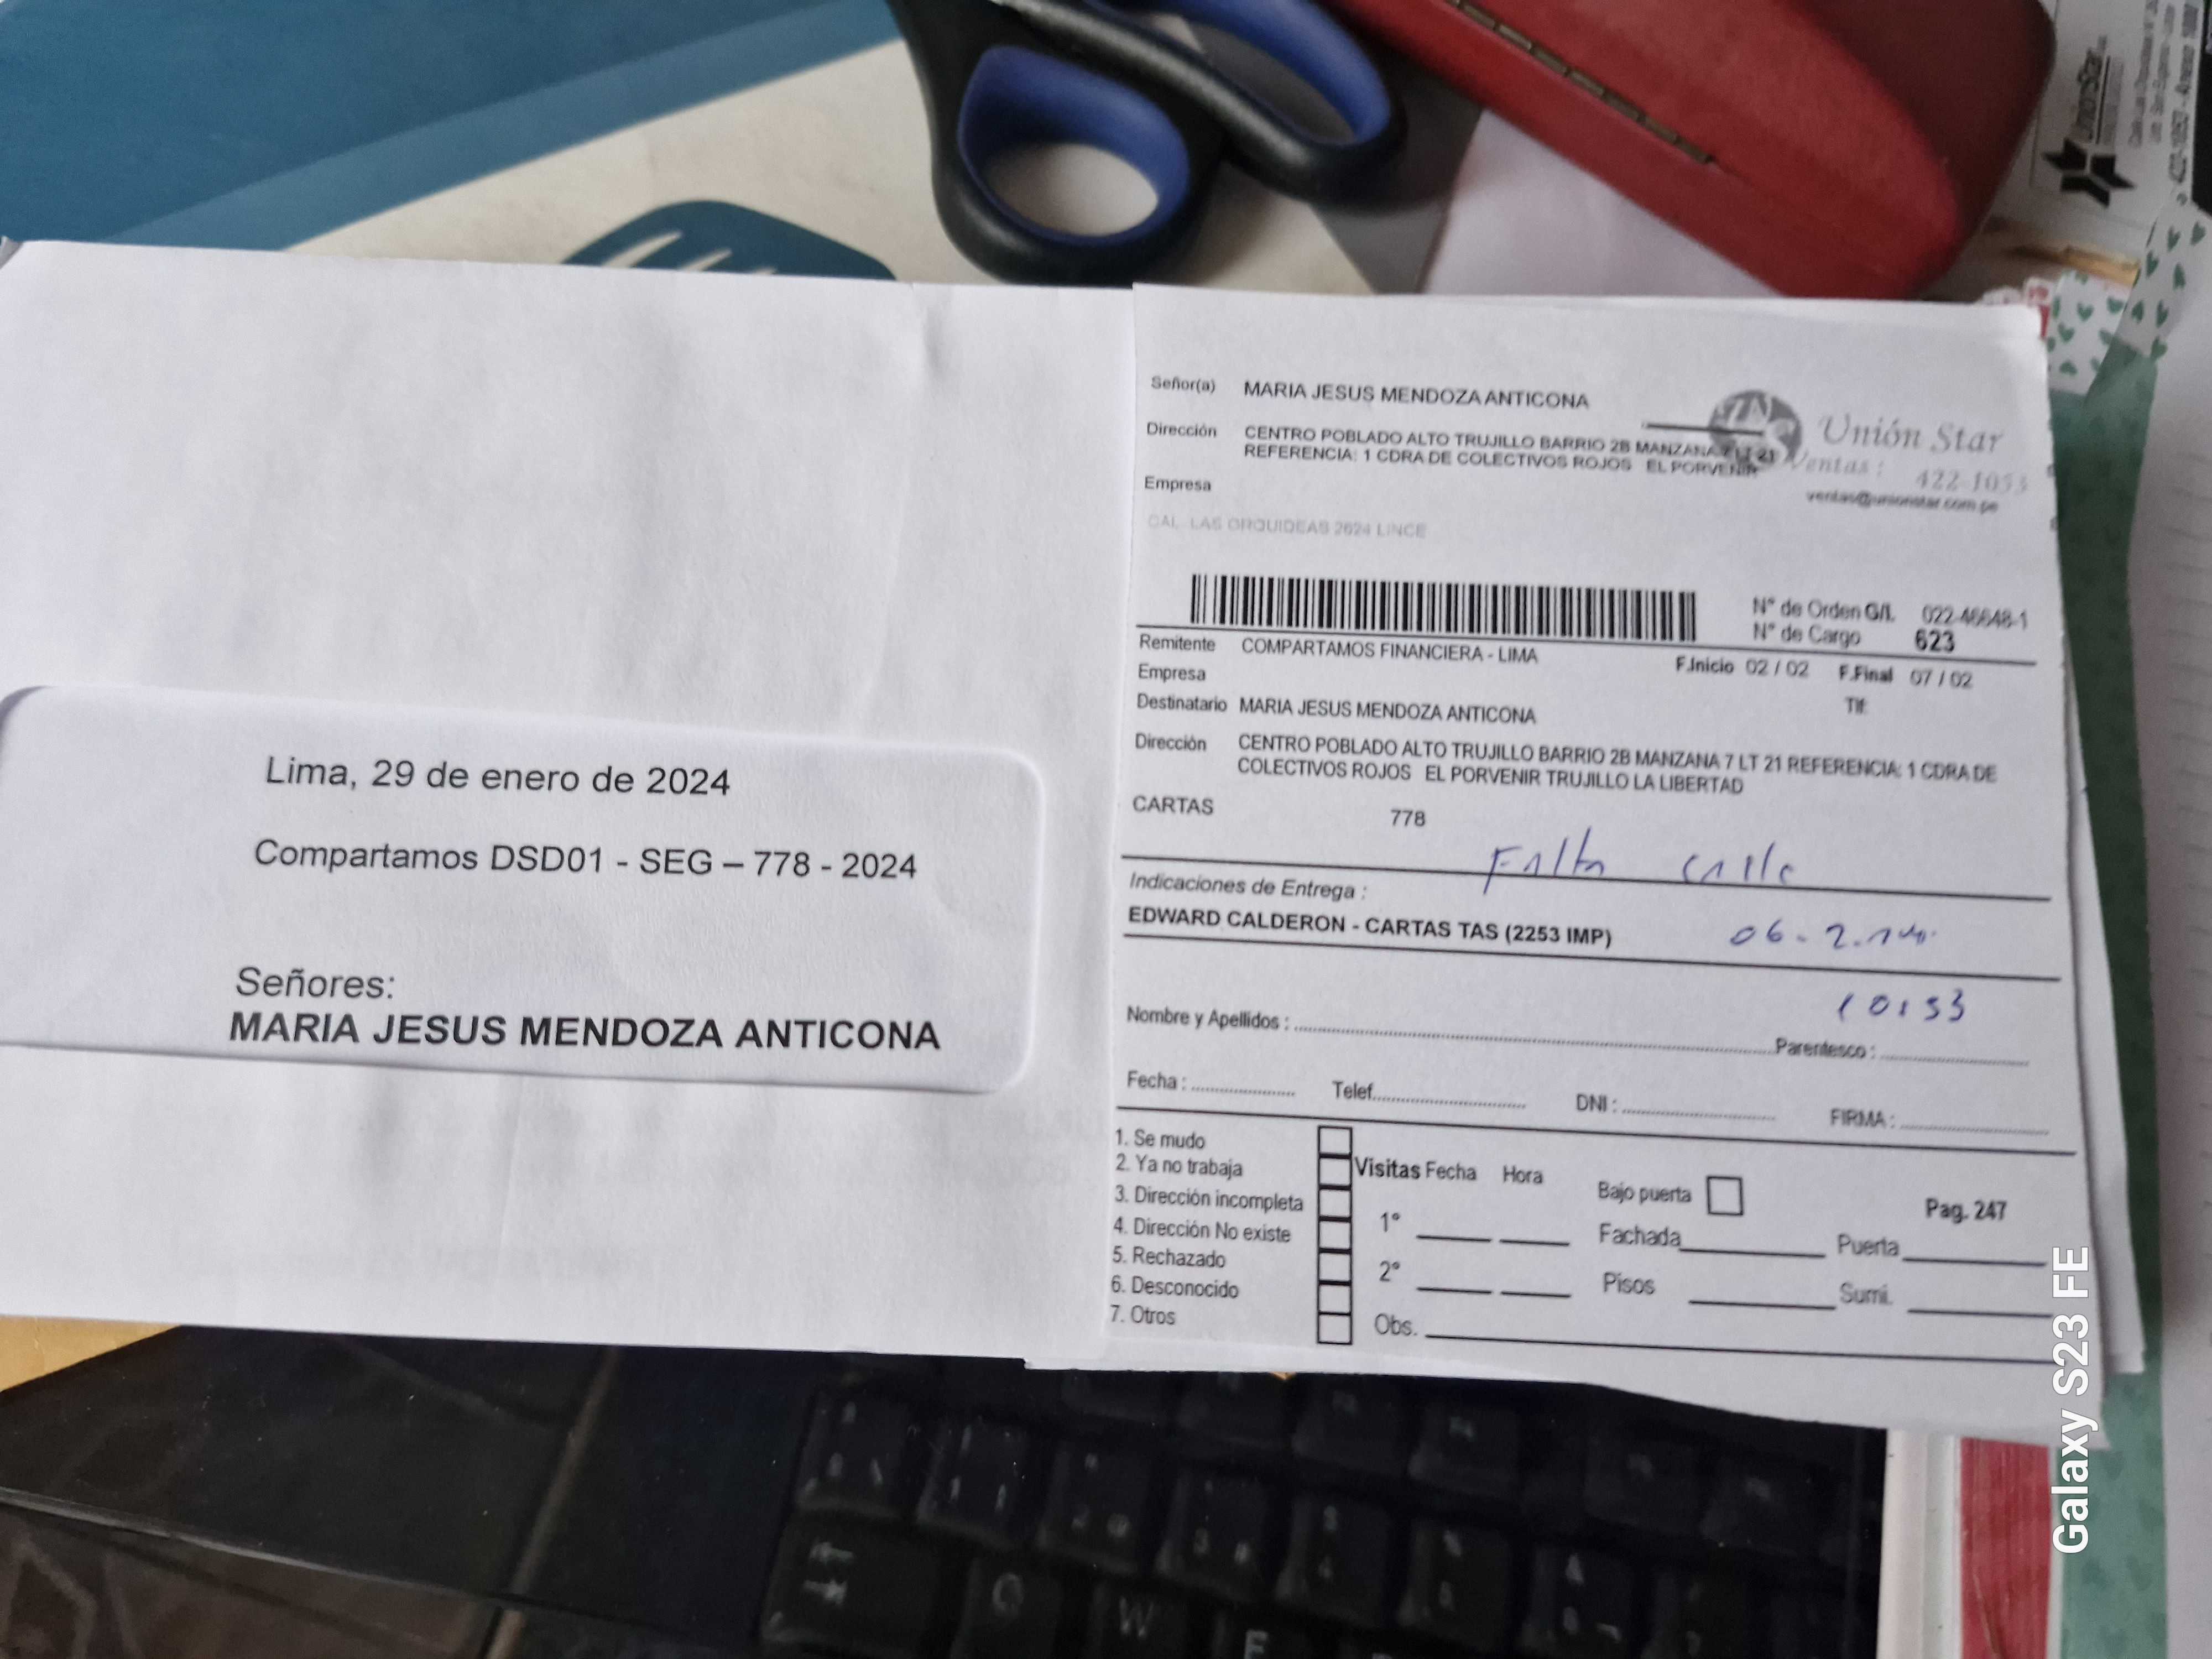 Lima, 29 de enero de 2024
Compartamos DSD01 - SEG – 778 - 2024
Señores:
MARIA JESUS MENDOZA ANTICONA
Señor(a) MARIA JESUS MENDOZA ANTICONA
Unión Star
Dirección CENTRO POBLADO ALTO TRUJILLO BARRIO 2B MANZANA 7 LT 21
REFERENCIA: 1 CDRA DE COLECTIVOS ROJOS EL PORVENIR
Ventas : 422-1053
ventas@unionstar.com.pe
Empresa
CAL. LAS ORQUIDEAS 2624 LINCE
N° de Orden G/I. 022-46648-1
N° de Cargo 623
Remitente COMPARTAMOS FINANCIERA - LIMA
F.Inicio 02 / 02 F.Final 07 / 02
Empresa
Tlf:
Destinatario MARIA JESUS MENDOZA ANTICONA
Dirección CENTRO POBLADO ALTO TRUJILLO BARRIO 2B MANZANA 7 LT 21 REFERENCIA: 1 CDRA DE
COLECTIVOS ROJOS EL PORVENIR TRUJILLO LA LIBERTAD
CARTAS 778
Falta calle
Indicaciones de Entrega :
EDWARD CALDERON - CARTAS TAS (2253 IMP)
06-2.
10:53
Nombre y Apellidos : Parentesco :
Fecha : Telef. DNI : FIRMA :
1. Se mudo
2. Ya no trabaja
3. Dirección incompleta
4. Dirección No existe
5. Rechazado
6. Desconocido
7. Otros
Visitas Fecha Hora
1°
2°
Obs.
Bajo puerta
Pag. 247
Fachada Puerta
Pisos Sumi.
UnionStar
Galaxy S23 FE